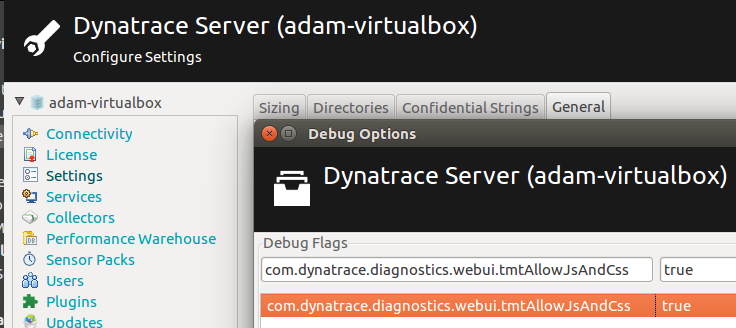 Dynatrace Server (adam-virtualbox)
Configure Settings
adam-virtualbox
Connectivity
License
Settings
Services
Collectors
Performance Warehouse
Sensor Packs
Users
Plugins
Updates
Sizing Directories Confidential Strings General
Debug Options
Dynatrace Server (adam-virtualbox)
Debug Flags
com.dynatrace.diagnostics.webui.tmtAllowJsAndCss true
com.dynatrace.diagnostics.webui.tmtAllowJsAndCss true